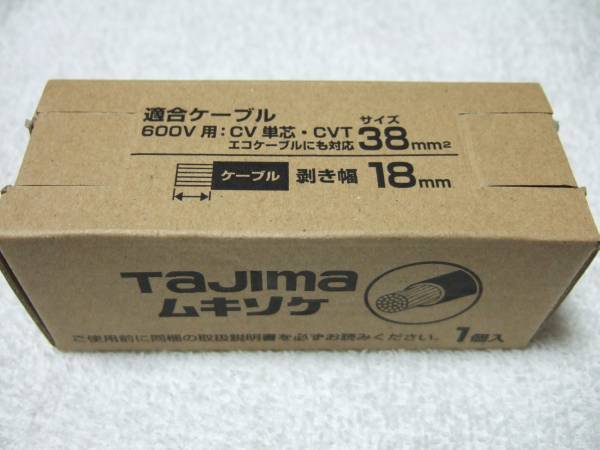 適合ケーブル
600V用：CV単芯・CVT サイズ 38mm²
エコケーブルにも対応
ケーブル 剥き幅 18mm
TaJIma
ムキソケ
ご使用前に同梱の取扱説明書を必ずお読みください。 1個入